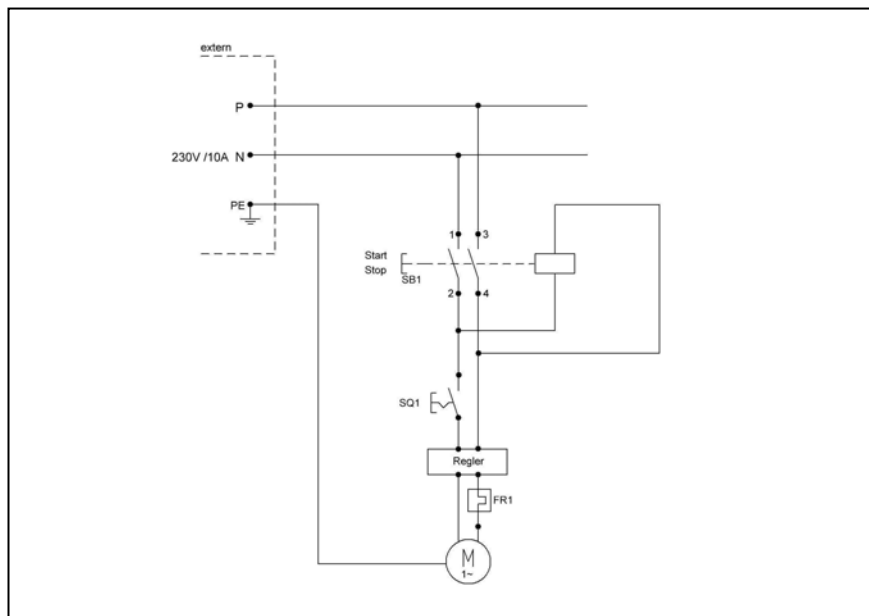 extern
P
230V /10A N
PE
1 3
Start
Stop
SB1
2 4
SQ1
Regler
FR1
M
1~